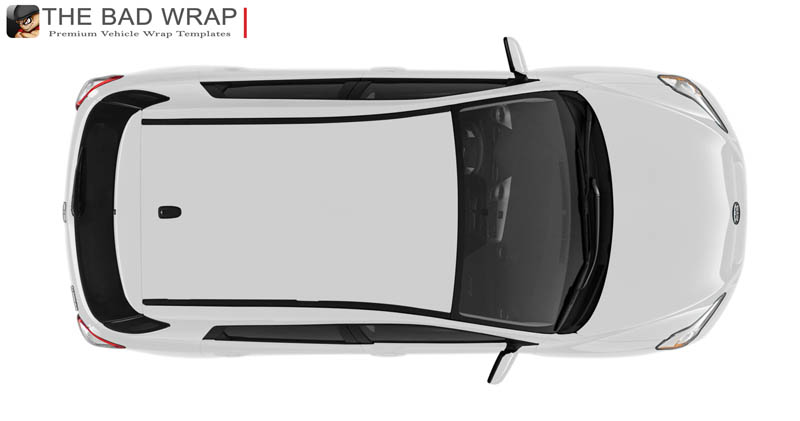 THE BAD WRAP
Premium Vehicle Wrap Templates